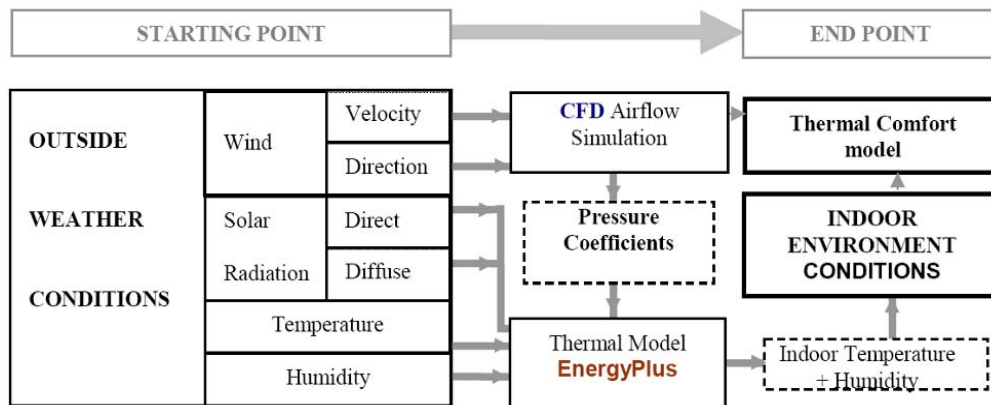 STARTING POINT
END POINT
OUTSIDE
WEATHER
CONDITIONS
Wind
Velocity
Direction
Solar
Radiation
Direct
Diffuse
Temperature
Humidity
CFD Airflow
Simulation
Pressure
Coefficients
Thermal Model
EnergyPlus
Thermal Comfort
model
INDOOR
ENVIRONMENT
CONDITIONS
Indoor Temperature
+ Humidity